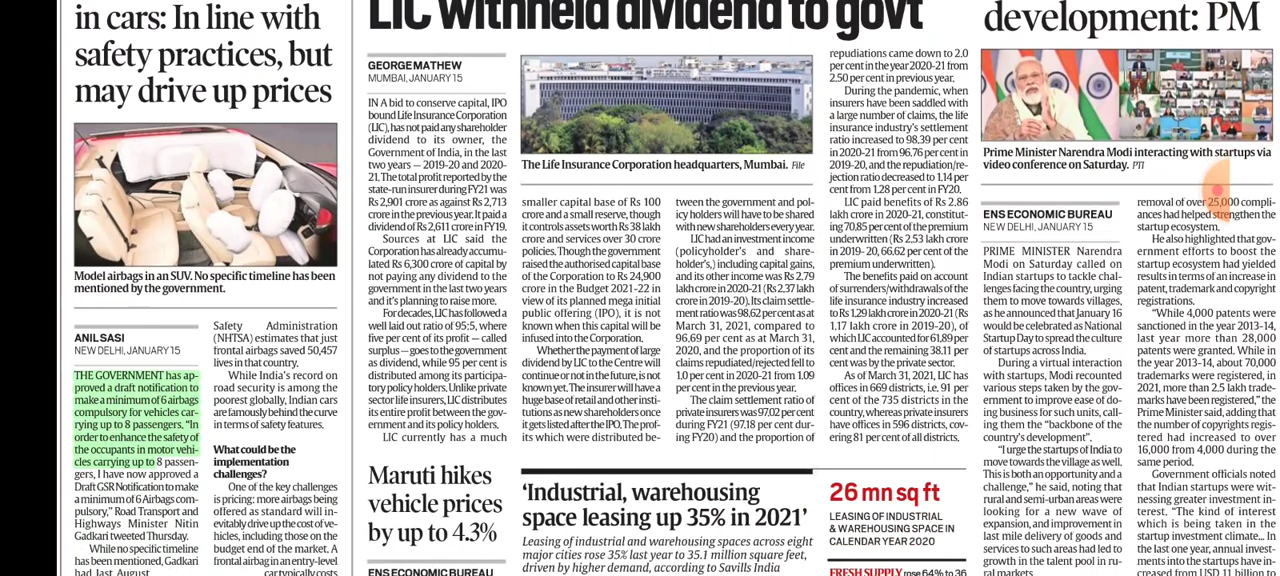 in cars: In line with
safety practices, but
may drive up prices
Model airbags in an SUV. No specific timeline has been
mentioned by the government.
ANIL SASI
NEW DELHI, JANUARY 15
THE GOVERNMENT has ap-
proved a draft notification to
make a minimum of 6 airbags
compulsory for vehicles car-
rying up to 8 passengers. “In
order to enhance the safety of
the occupants in motor vehi-
cles carrying up to 8 passen-
gers, I have now approved a
Draft GSR Notification to make
a minimum of 6 Airbags com-
pulsory,” Road Transport and
Highways Minister Nitin
Gadkari tweeted Thursday.
While no specific timeline
has been mentioned, Gadkari
had last August
Safety Administration
(NHTSA) estimates that just
frontal airbags saved 50,457
lives in that country.
While India’s record on
road security is among the
poorest globally, Indian cars
are famously behind the curve
in terms of safety features.
What could be the
implementation
challenges?
One of the key challenges
is pricing: more airbags being
offered as standard will in-
evitably drive up the cost of ve-
hicles, including those on the
budget end of the market. A
frontal airbag in an entry-level
car typically costs
LIC withheld dividend to govt
GEORGE MATHEW
MUMBAI, JANUARY 15
IN A bid to conserve capital, IPO
bound Life Insurance Corporation
(LIC), has not paid any shareholder
dividend to its owner, the
Government of India, in the last
two years — 2019-20 and 2020-
21. The total profit reported by the
state-run insurer during FY21 was
Rs 2,901 crore as against Rs 2,713
crore in the previous year. It paid a
dividend of Rs 2,611 crore in FY19.
Sources at LIC said the
Corporation has already accumu-
lated Rs 6,300 crore of capital by
not paying any dividend to the
government in the last two years
and it’s planning to raise more.
For decades, LIC has followed a
well laid out ratio of 95:5, where
five per cent of its profit — called
surplus — goes to the government
as dividend, while 95 per cent is
distributed among its participa-
tory policy holders. Unlike private
sector life insurers, LIC distributes
its entire profit between the gov-
ernment and its policy holders.
LIC currently has a much
The Life Insurance Corporation headquarters, Mumbai. File
smaller capital base of Rs 100
crore and a small reserve, though
it controls assets worth Rs 38 lakh
crore and services over 30 crore
policies. Though the government
raised the authorised capital base
of the Corporation to Rs 24,900
crore in the Budget 2021-22 in
view of its planned mega initial
public offering (IPO), it is not
known when this capital will be
infused into the Corporation.
Whether the payment of large
dividend by LIC to the Centre will
continue or not in the future, is not
known yet. The insurer will have a
huge base of retail and other insti-
tutions as new shareholders once
it gets listed after the IPO. The prof-
its which were distributed be-
tween the government and pol-
icy holders will have to be shared
with new shareholders every year.
LIC had an investment income
(policyholder’s and share-
holder’s,) including capital gains,
and its other income was Rs 2.79
lakh crore in 2020-21 (Rs 2.37 lakh
crore in 2019-20). Its claim settle-
ment ratio was 98.62 per cent as at
March 31, 2021, compared to
96.69 per cent as at March 31,
2020, and the proportion of its
claims repudiated/rejected fell to
1.0 per cent in 2020-21 from 1.09
per cent in the previous year.
The claim settlement ratio of
private insurers was 97.02 per cent
during FY21 (97.18 per cent dur-
ing FY20) and the proportion of
repudiations came down to 2.0
per cent in the year 2020-21 from
2.50 per cent in previous year.
During the pandemic, when
insurers have been saddled with
a large number of claims, the life
insurance industry’s settlement
ratio increased to 98.39 per cent
in 2020-21 from 96.76 per cent in
2019-20, and the repudiation/re-
jection ratio decreased to 1.14 per
cent from 1.28 per cent in FY20.
LIC paid benefits of Rs 2.86
lakh crore in 2020-21, constitut-
ing 70.85 per cent of the premium
underwritten (Rs 2.53 lakh crore
in 2019-20, 66.62 per cent of the
premium underwritten).
The benefits paid on account
of surrenders/withdrawals of the
life insurance industry increased
to Rs 1.29 lakh crore in 2020-21 (Rs
1.17 lakh crore in 2019-20), of
which LIC accounted for 61.89 per
cent and the remaining 38.11 per
cent was by the private sector.
As of March 31, 2021, LIC has
offices in 669 districts, i.e. 91 per
cent of the 735 districts in the
country, whereas private insurers
have offices in 596 districts, cov-
ering 81 per cent of all districts.
Maruti hikes
vehicle prices
by up to 4.3%
ENS ECONOMIC BUREAU
‘Industrial, warehousing
space leasing up 35% in 2021’
Leasing of industrial and warehousing spaces across eight
major cities rose 35% last year to 35.1 million square feet,
driven by higher demand, according to Savills India
26 mn sq ft
LEASING OF INDUSTRIAL
& WAREHOUSING SPACE IN
CALENDAR YEAR 2020
FRESH SUPPLY rose 64% to 36
development: PM
Prime Minister Narendra Modi interacting with startups via
video conference on Saturday. PTI
ENS ECONOMIC BUREAU
NEW DELHI, JANUARY 15
PRIME MINISTER Narendra
Modi on Saturday called on
Indian startups to tackle chal-
lenges facing the country, urging
them to move towards villages,
as he announced that January 16
would be celebrated as National
Startup Day to spread the culture
of startups across India.
During a virtual interaction
with startups, Modi recounted
various steps taken by the gov-
ernment to improve ease of do-
ing business for such units, call-
ing them the “backbone of the
country’s development”.
“I urge the startups of India to
move towards the village as well.
This is both an opportunity and a
challenge,” he said, noting that
rural and semi-urban areas were
looking for a new wave of
expansion, and improvement in
last mile delivery of goods and
services to such areas had led to
growth in the talent pool in ru-
ral markets.
removal of over 25,000 compli-
ances had helped strengthen the
startup ecosystem.
He also highlighted that gov-
ernment efforts to boost the
startup ecosystem had yielded
results in terms of an increase in
patent, trademark and copyright
registrations.
“While 4,000 patents were
sanctioned in the year 2013-14,
last year more than 28,000
patents were granted. While in
the year 2013-14, about 70,000
trademarks were registered, in
2021, more than 2.5 lakh trade-
marks have been registered,” the
Prime Minister said, adding that
the number of copyrights regis-
tered had increased to over
16,000 from 4,000 during the
same period.
Government officials noted
that Indian startups were wit-
nessing greater investment in-
terest. “The kind of interest
which is being taken in the
startup investment climate... In
the last one year, annual invest-
ments into the startups have in-
creased from USD 11 billion to